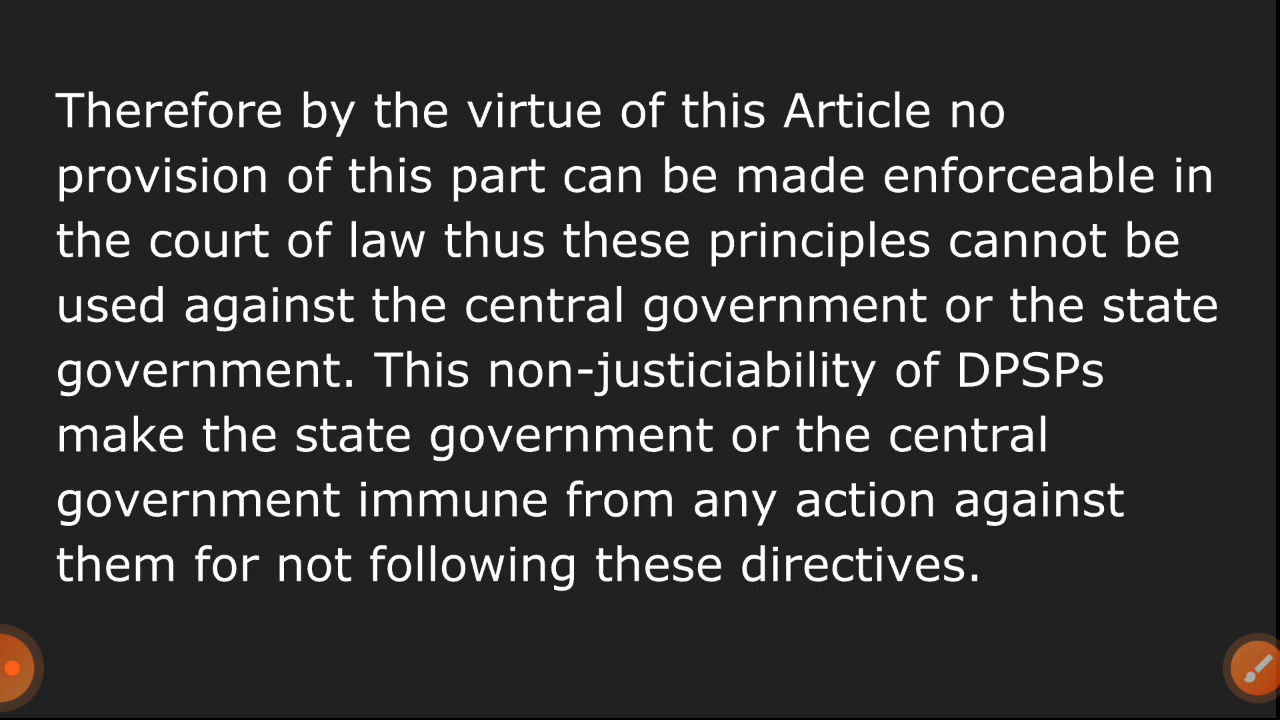 Therefore by the virtue of this Article no
provision of this part can be made enforceable in
the court of law thus these principles cannot be
used against the central government or the state
government. This non-justiciability of DPSPs
make the state government or the central
government immune from any action against
them for not following these directives.